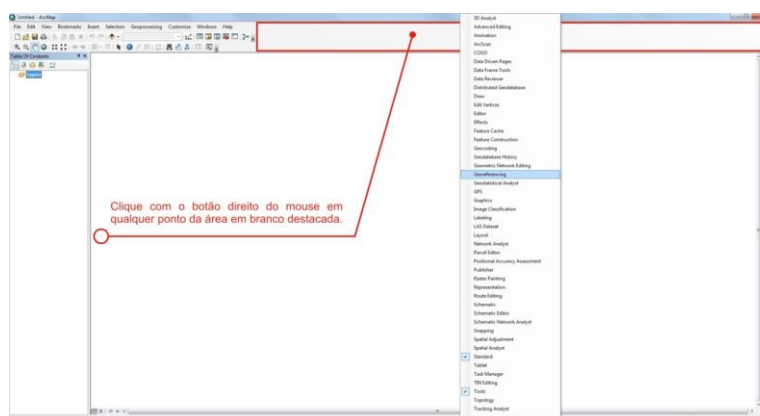 Untitled - ArcMap
File Edit View Bookmarks Insert Selection Geoprocessing Customize Windows Help
Table Of Contents
Layers
Clique com o botão direito do mouse em
qualquer ponto da área em branco destacada.
3D Analyst
Advanced Editing
Animation
ArcScan
COGO
Data Driven Pages
Data Frame Tools
Data Reviewer
Distributed Geodatabase
Draw
Edit Vertices
Editor
Effects
Feature Cache
Feature Construction
Geocoding
Geodatabase History
Geometric Network Editing
Georeferencing
Geostatistical Analyst
GPS
Graphics
Image Classification
Labeling
LAS Dataset
Layout
Network Analyst
Parcel Editor
Positional Accuracy Assessment
Publisher
Raster Painting
Representation
Route Editing
Schematic
Schematic Editor
Schematic Network Analyst
Snapping
Spatial Adjustment
Spatial Analyst
Standard
Tablet
Task Manager
TIN Editing
Tools
Topology
Tracking Analyst